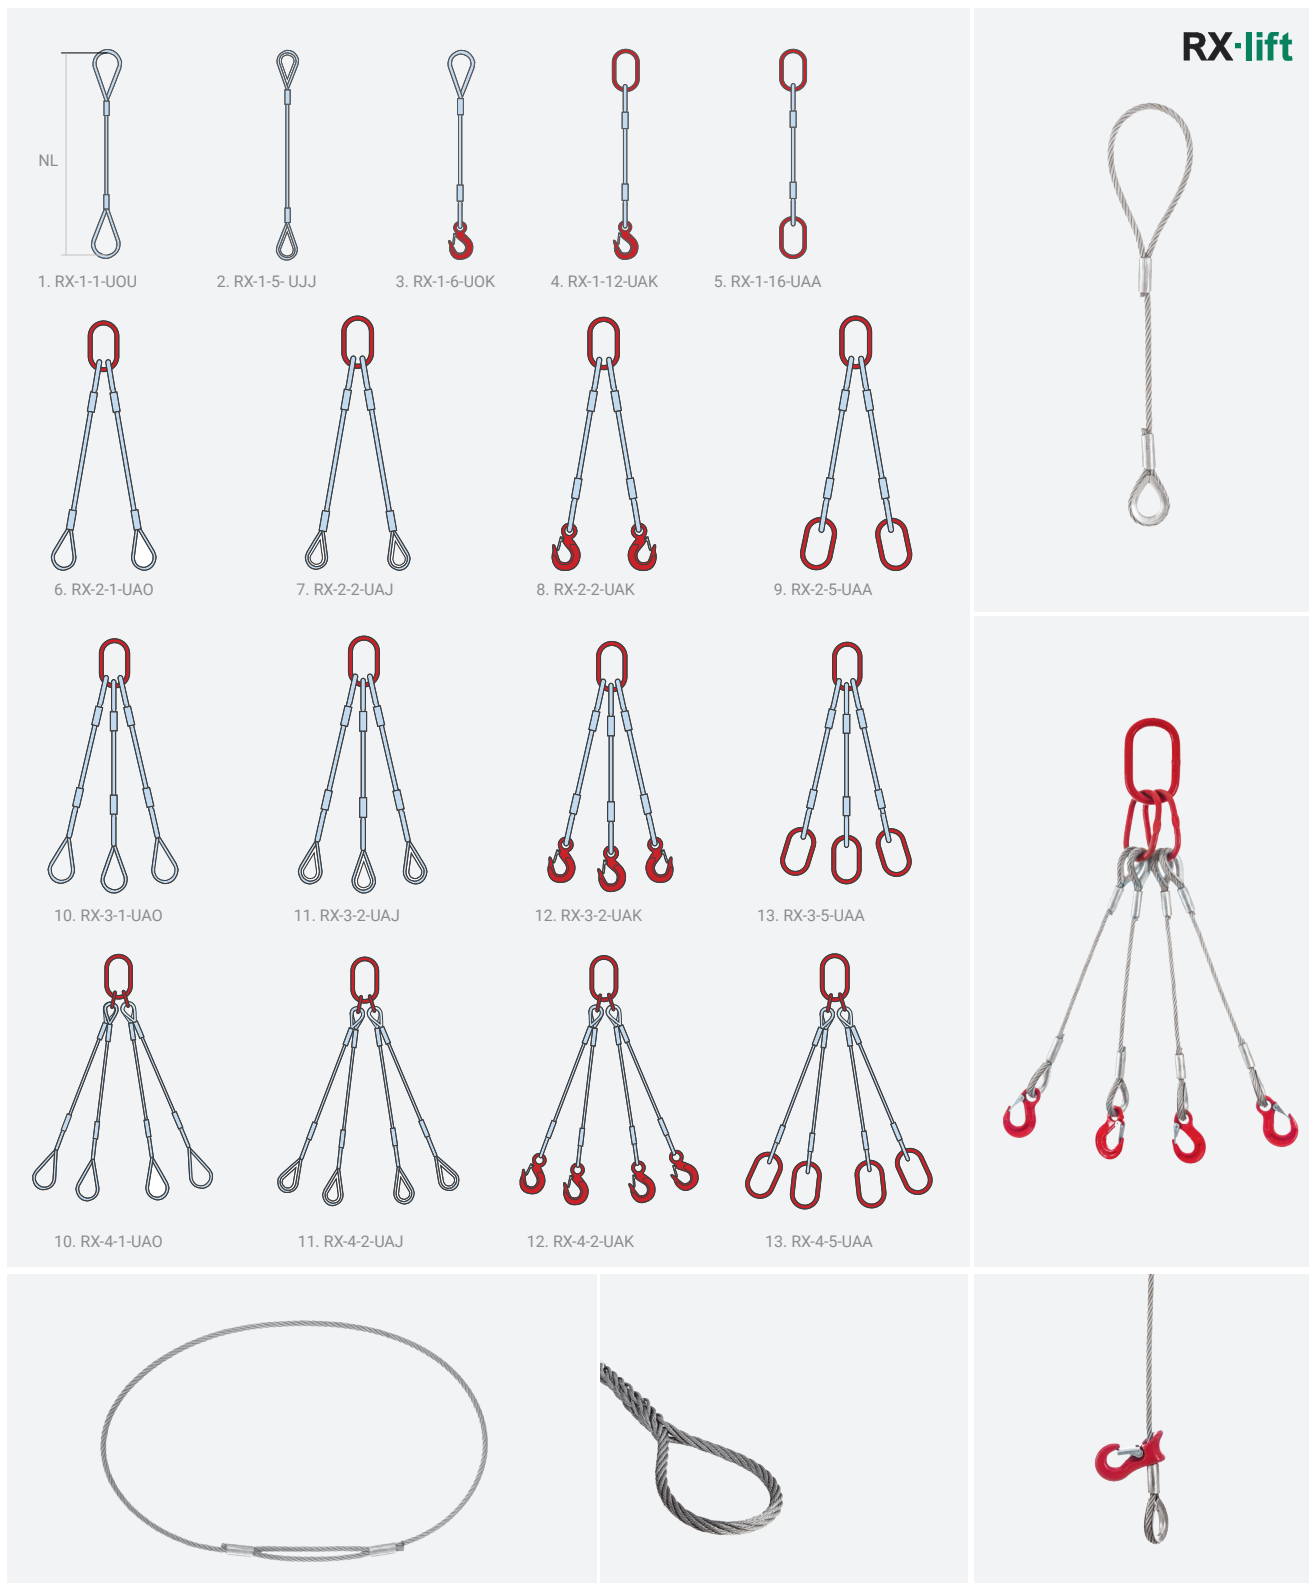 RX·lift
NL
1. RX-1-1-UOU
2. RX-1-5- UJJ
3. RX-1-6-UOK
4. RX-1-12-UAK
5. RX-1-16-UAA
6. RX-2-1-UAO
7. RX-2-2-UAJ
8. RX-2-2-UAK
9. RX-2-5-UAA
10. RX-3-1-UAO
11. RX-3-2-UAJ
12. RX-3-2-UAK
13. RX-3-5-UAA
10. RX-4-1-UAO
11. RX-4-2-UAJ
12. RX-4-2-UAK
13. RX-4-5-UAA